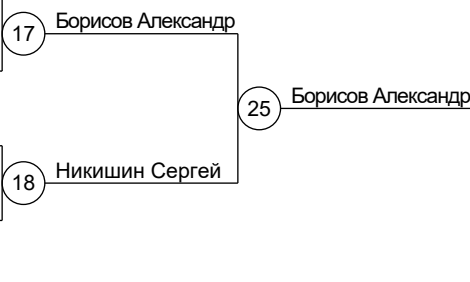 17 Борисов Александр
25 Борисов Александр
18 Никишин Сергей